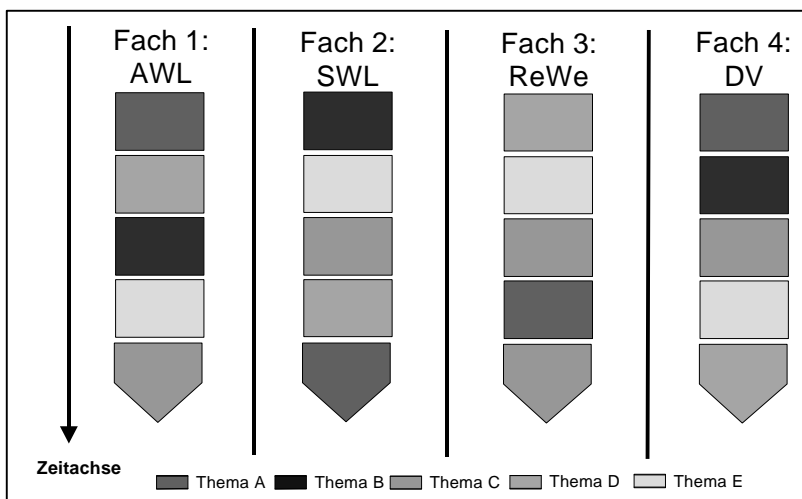 Fach 1:
AWL
Fach 2:
SWL
Fach 3:
ReWe
Fach 4:
DV
Zeitachse
Thema A
Thema B
Thema C
Thema D
Thema E